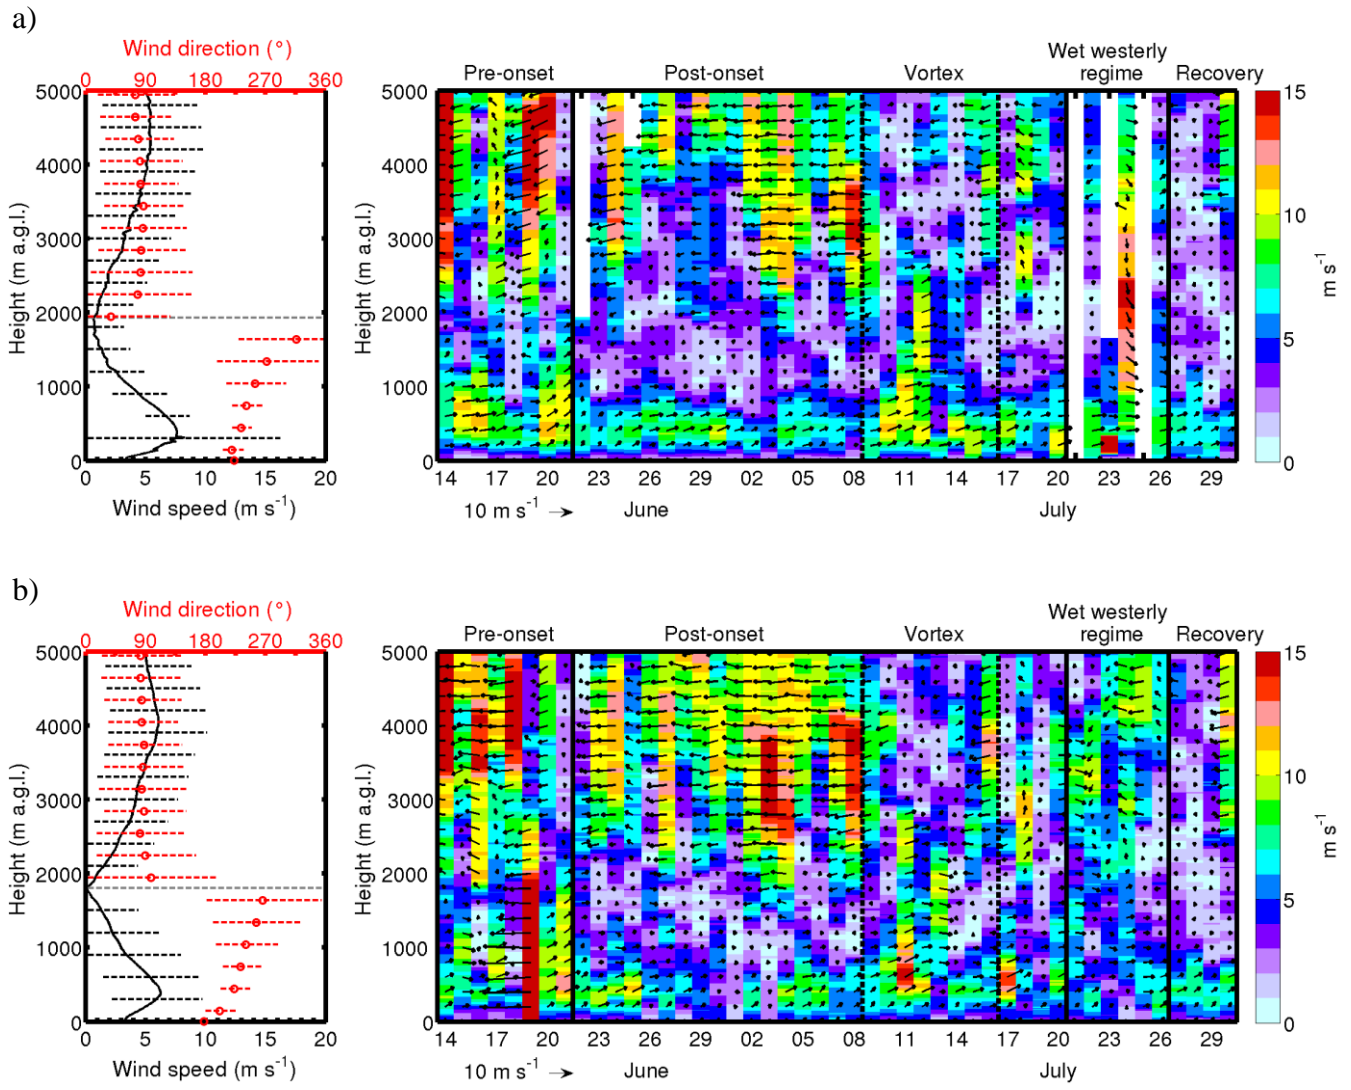 a)
Wind direction (°)
0 90 180 270 360
Pre-onset Post-onset Vortex Wet westerly regime Recovery
5000
4000
3000
2000
1000
0
Height (m a.g.l.)
0 5 10 15 20
Wind speed (m s-1)
5000
4000
3000
2000
1000
0
Height (m a.g.l.)
14 17 20 23 26 29 02 05 08 11 14 17 20 23 26 29
10 m s-1 June July
15
10
5
0
m s-1
b)
Wind direction (°)
0 90 180 270 360
Pre-onset Post-onset Vortex Wet westerly regime Recovery
5000
4000
3000
2000
1000
0
Height (m a.g.l.)
0 5 10 15 20
Wind speed (m s-1)
5000
4000
3000
2000
1000
0
Height (m a.g.l.)
14 17 20 23 26 29 02 05 08 11 14 17 20 23 26 29
10 m s-1 June July
15
10
5
0
m s-1